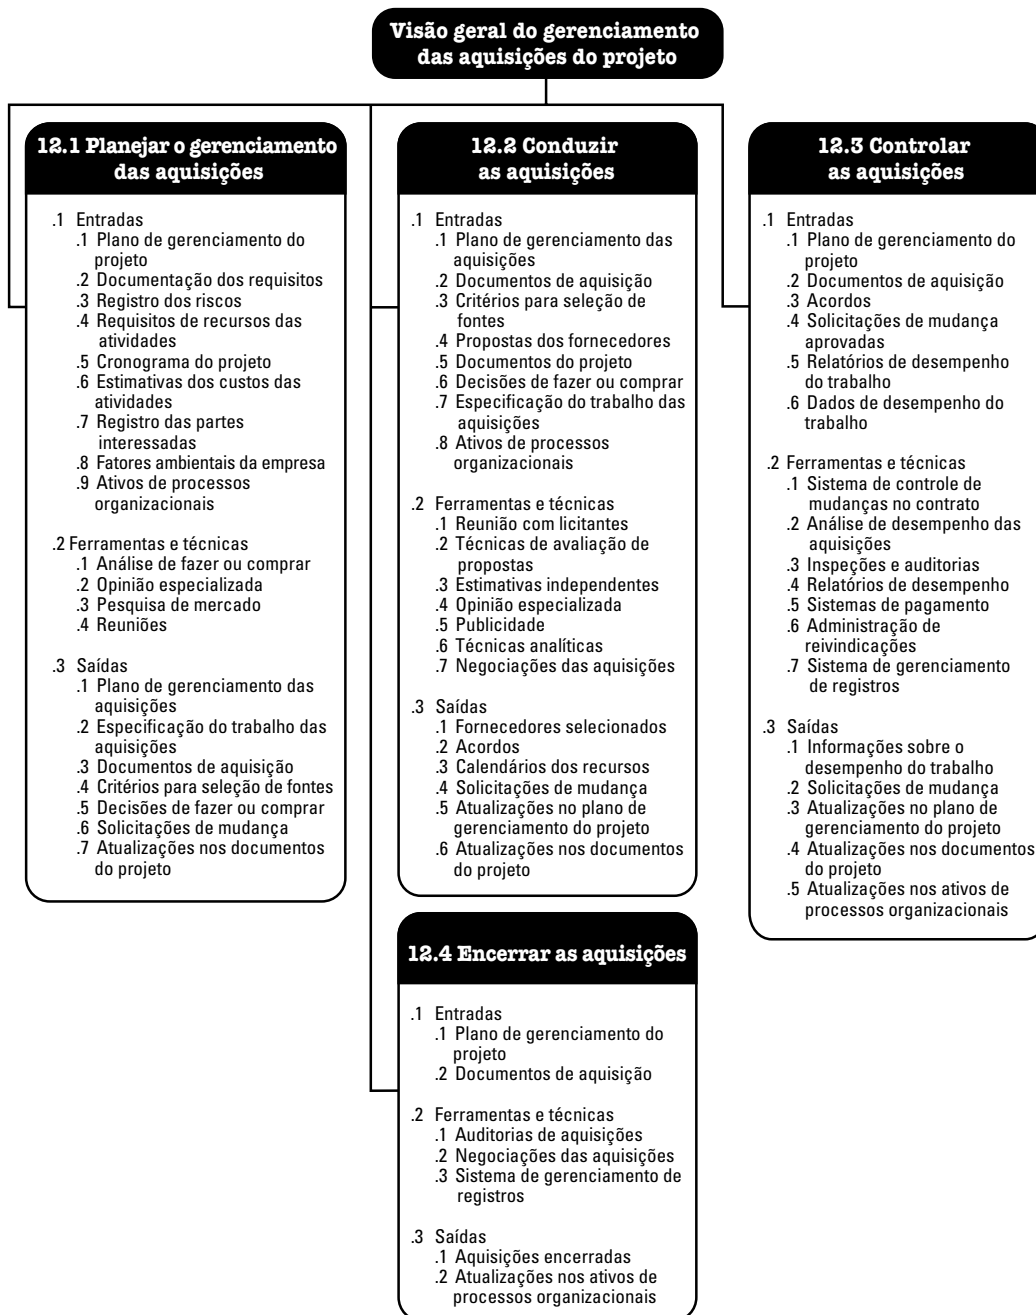 Visão geral do gerenciamento
das aquisições do projeto
12.1 Planejar o gerenciamento
das aquisições
.1 Entradas
.1 Plano de gerenciamento do
projeto
.2 Documentação dos requisitos
.3 Registro dos riscos
.4 Requisitos de recursos das
atividades
.5 Cronograma do projeto
.6 Estimativas dos custos das
atividades
.7 Registro das partes
interessadas
.8 Fatores ambientais da empresa
.9 Ativos de processos
organizacionais
.2 Ferramentas e técnicas
.1 Análise de fazer ou comprar
.2 Opinião especializada
.3 Pesquisa de mercado
.4 Reuniões
.3 Saídas
.1 Plano de gerenciamento das
aquisições
.2 Especificação do trabalho das
aquisições
.3 Documentos de aquisição
.4 Critérios para seleção de fontes
.5 Decisões de fazer ou comprar
.6 Solicitações de mudança
.7 Atualizações nos documentos
do projeto
12.2 Conduzir
as aquisições
.1 Entradas
.1 Plano de gerenciamento das
aquisições
.2 Documentos de aquisição
.3 Critérios para seleção de
fontes
.4 Propostas dos fornecedores
.5 Documentos do projeto
.6 Decisões de fazer ou comprar
.7 Especificação do trabalho das
aquisições
.8 Ativos de processos
organizacionais
.2 Ferramentas e técnicas
.1 Reunião com licitantes
.2 Técnicas de avaliação de
propostas
.3 Estimativas independentes
.4 Opinião especializada
.5 Publicidade
.6 Técnicas analíticas
.7 Negociações das aquisições
.3 Saídas
.1 Fornecedores selecionados
.2 Acordos
.3 Calendários dos recursos
.4 Solicitações de mudança
.5 Atualizações no plano de
gerenciamento do projeto
.6 Atualizações nos documentos
do projeto
12.3 Controlar
as aquisições
.1 Entradas
.1 Plano de gerenciamento do
projeto
.2 Documentos de aquisição
.3 Acordos
.4 Solicitações de mudança
aprovadas
.5 Relatórios de desempenho
do trabalho
.6 Dados de desempenho do
trabalho
.2 Ferramentas e técnicas
.1 Sistema de controle de
mudanças no contrato
.2 Análise de desempenho das
aquisições
.3 Inspeções e auditorias
.4 Relatórios de desempenho
.5 Sistemas de pagamento
.6 Administração de
reivindicações
.7 Sistema de gerenciamento
de registros
.3 Saídas
.1 Informações sobre o
desempenho do trabalho
.2 Solicitações de mudança
.3 Atualizações no plano de
gerenciamento do projeto
.4 Atualizações nos documentos
do projeto
.5 Atualizações nos ativos de
processos organizacionais
12.4 Encerrar as aquisições
.1 Entradas
.1 Plano de gerenciamento do
projeto
.2 Documentos de aquisição
.2 Ferramentas e técnicas
.1 Auditorias de aquisições
.2 Negociações das aquisições
.3 Sistema de gerenciamento de
registros
.3 Saídas
.1 Aquisições encerradas
.2 Atualizações nos ativos de
processos organizacionais